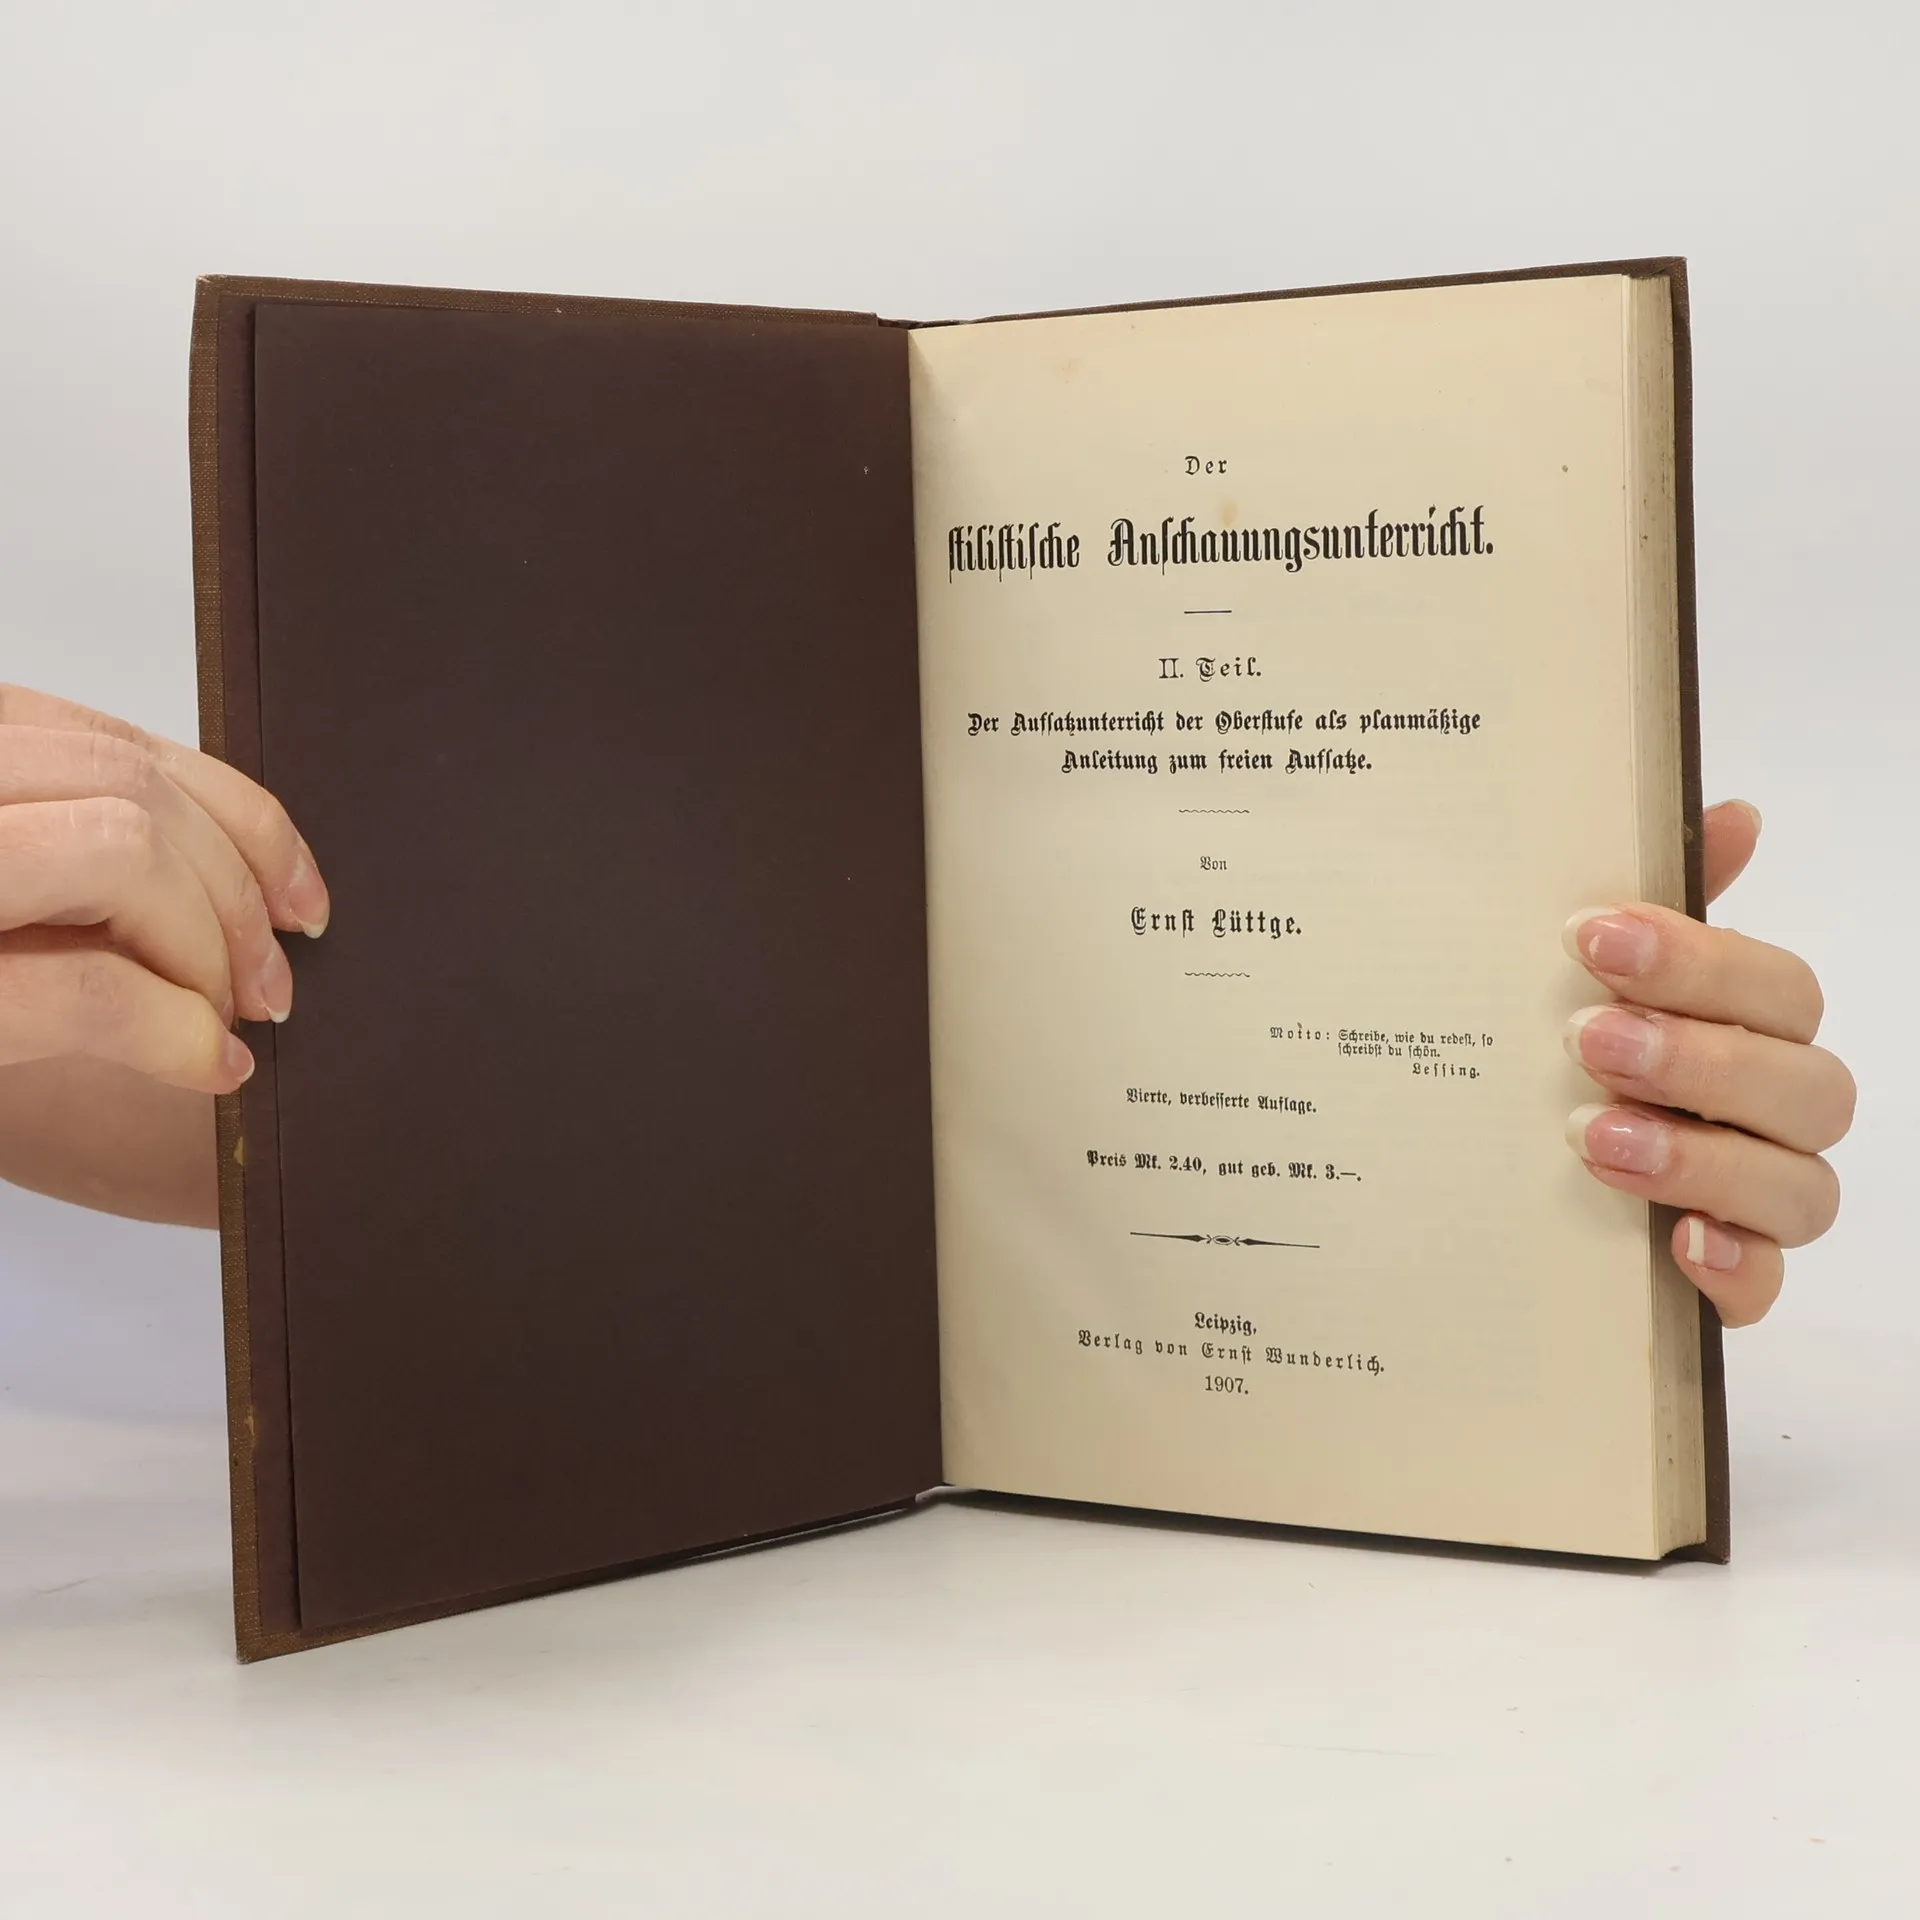 Der
stilistische Anschauungsunterricht.
II. Teil.
Der Aufsatzunterricht der Oberstufe als planmäßige
Anleitung zum freien Aufsatze.
Von
Ernst Lüttge.
Motto: Schreibe, wie du redest, so
schreibst du schön.
Lessing.
Vierte, verbesserte Auflage.
Preis Mk. 2.40, gut geb. Mk. 3.—.
Leipzig,
Verlag von Ernst Wunderlich.
1907.